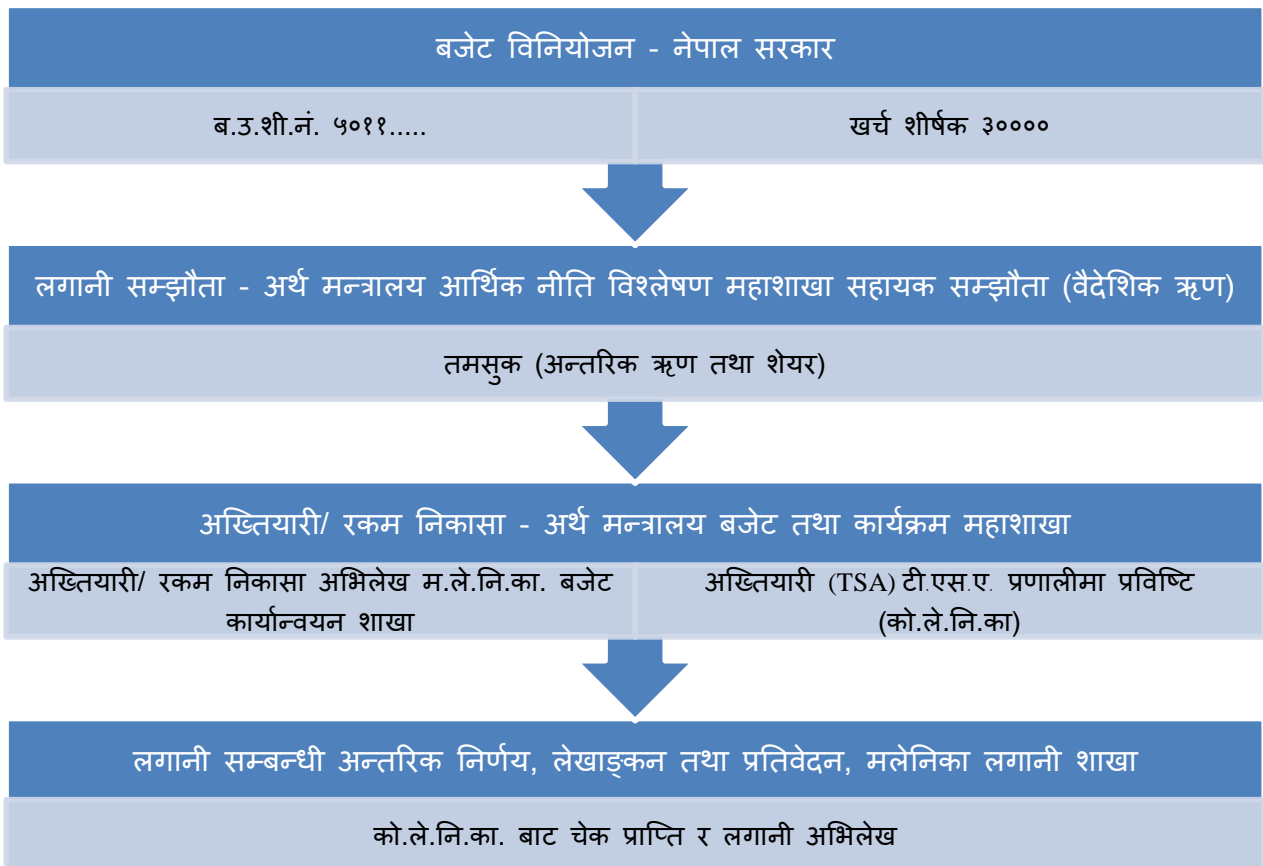 बजेट विनियोजन - नेपाल सरकार
ब.उ.शी.नं. ५०११.....
खर्च शीर्षक ३००००
लगानी सम्झौता - अर्थ मन्त्रालय आर्थिक नीति विश्लेषण महाशाखा सहायक सम्झौता (वैदेशिक ऋण)
तमसुक (अन्तरिक ऋण तथा शेयर)
अख्तियारी/ रकम निकासा - अर्थ मन्त्रालय बजेट तथा कार्यक्रम महाशाखा
अख्तियारी/ रकम निकासा अभिलेख म.ले.नि.का. बजेट
कार्यान्वयन शाखा
अख्तियारी (TSA) टी.एस.ए. प्रणालीमा प्रविष्टि
(को.ले.नि.का)
लगानी सम्बन्धी अन्तरिक निर्णय, लेखाङ्कन तथा प्रतिवेदन, मलेनिका लगानी शाखा
को.ले.नि.का. बाट चेक प्राप्ति र लगानी अभिलेख